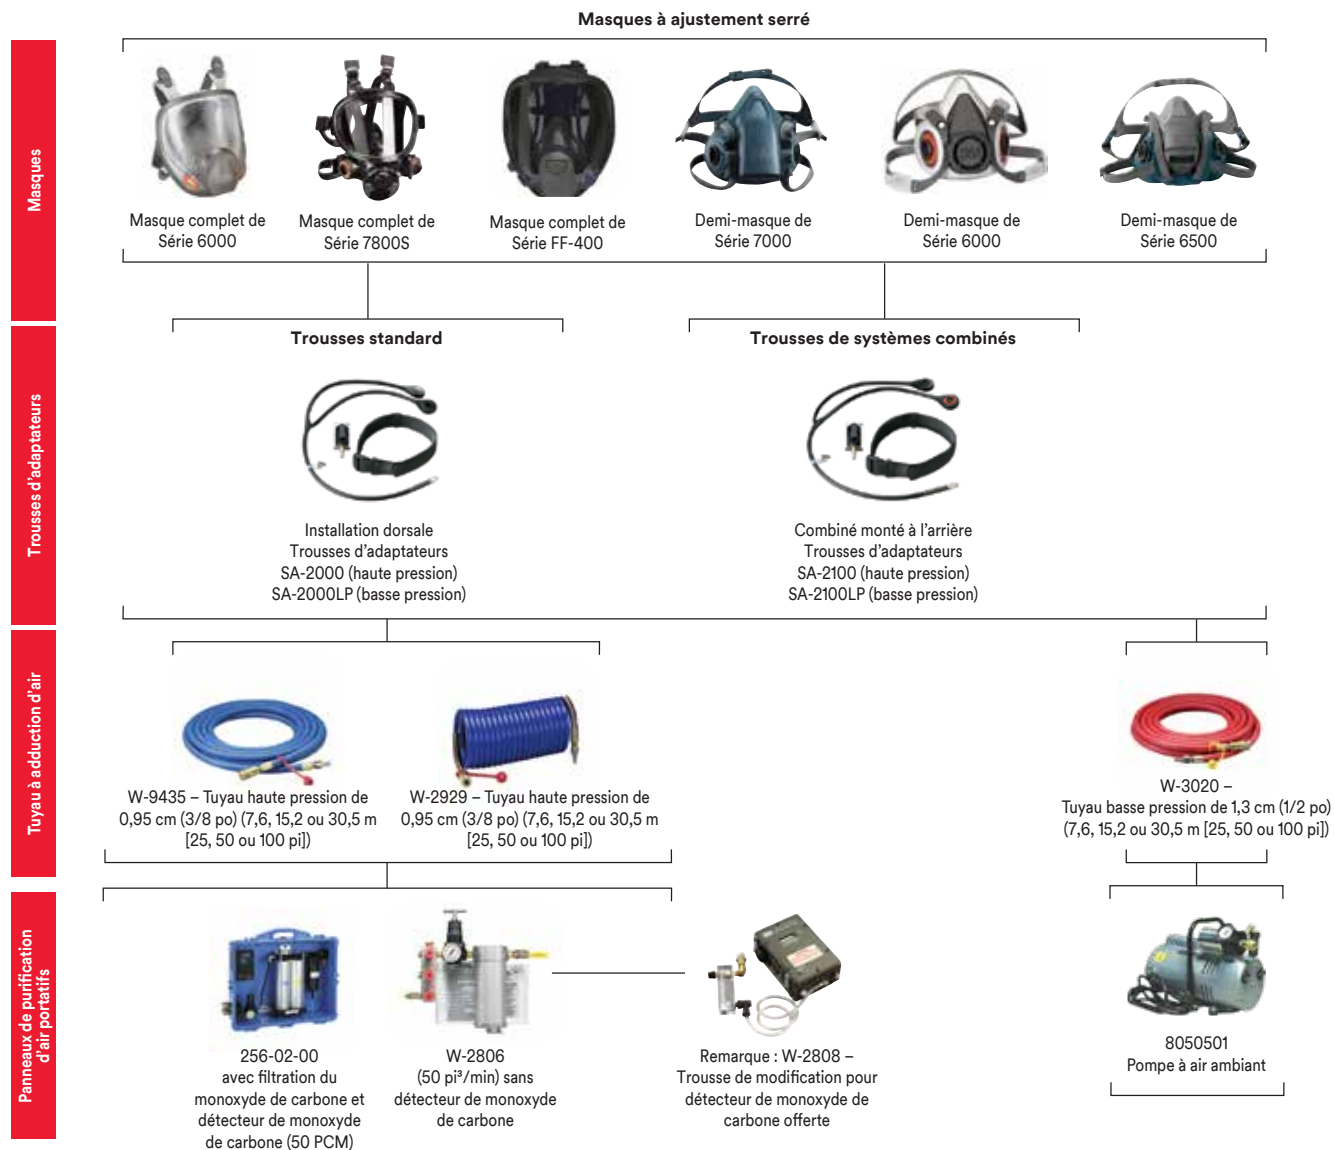 Masques à ajustement serré
Masques
Masque complet de
Série 6000
Masque complet de
Série 7800S
Masque complet de
Série FF-400
Demi-masque de
Série 7000
Demi-masque de
Série 6000
Demi-masque de
Série 6500
Trousses d'adaptateurs
Trousses standard
Trousses de systèmes combinés
Installation dorsale
Trousses d'adaptateurs
SA-2000 (haute pression)
SA-2000LP (basse pression)
Combiné monté à l'arrière
Trousses d'adaptateurs
SA-2100 (haute pression)
SA-2100LP (basse pression)
Tuyau à adduction d'air
W-9435 – Tuyau haute pression de
0,95 cm (3/8 po) (7,6, 15,2 ou 30,5 m
[25, 50 ou 100 pi])
W-2929 – Tuyau haute pression de
0,95 cm (3/8 po) (7,6, 15,2 ou 30,5 m
[25, 50 ou 100 pi])
W-3020 –
Tuyau basse pression de 1,3 cm (1/2 po)
(7,6, 15,2 ou 30,5 m [25, 50 ou 100 pi])
Panneaux de purification
d'air portatifs
256-02-00
avec filtration du
monoxyde de carbone et
détecteur de monoxyde
de carbone (50 PCM)
W-2806
(50 pi³/min) sans
détecteur de monoxyde
de carbone
Remarque : W-2808 –
Trousse de modification pour
détecteur de monoxyde de
carbone offerte
8050501
Pompe à air ambiant